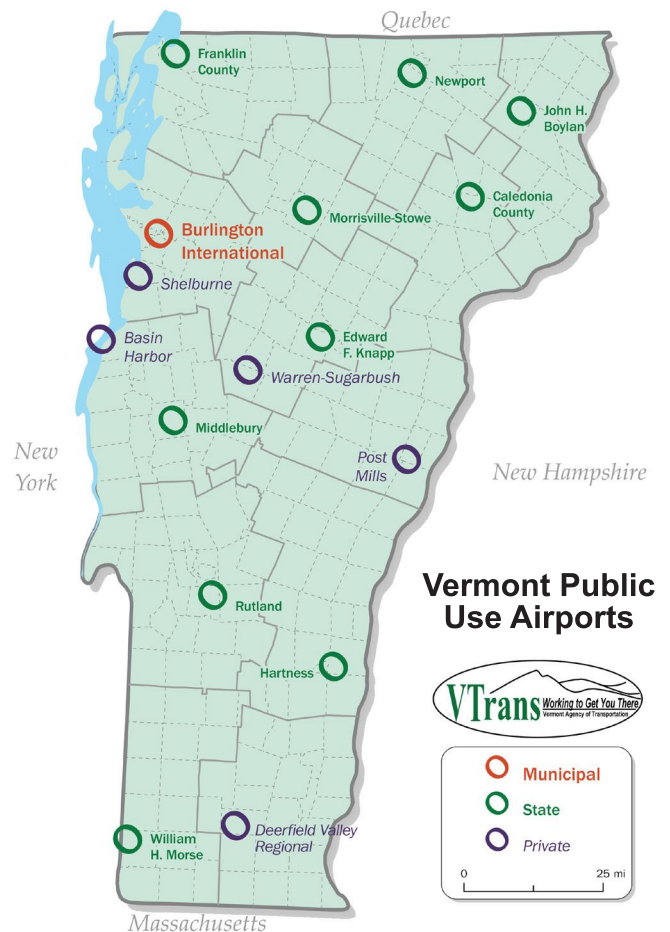 Quebec
Franklin
County
Newport
John H.
Boylan
Caledonia
County
Morrisville-Stowe
Burlington
International
Shelburne
Basin
Harbor
Edward
F. Knapp
Warren-Sugarbush
Middlebury
Post
Mills
New
York
New Hampshire
Vermont Public
Use Airports
Rutland
Hartness
VTrans
Working to Get You There
Vermont Agency of Transportation
Municipal
State
Private
0 25 mi
William
H. Morse
Deerfield Valley
Regional
Massachusetts